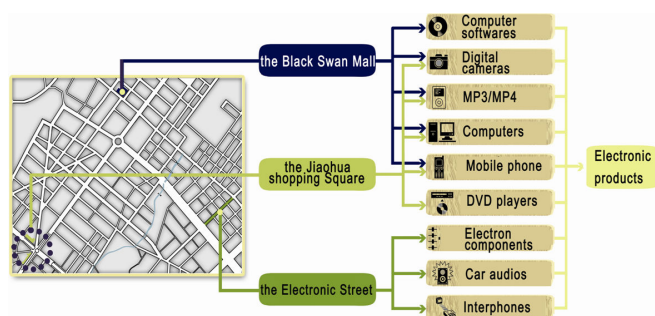 the Black Swan Mall
the Jiaohua
shopping Square
the Electronic Street
Computer
softwares
Digital
cameras
MP3/MP4
Computers
Mobile phone
DVD players
Electron
components
Car audios
Interphones
Electronic
products